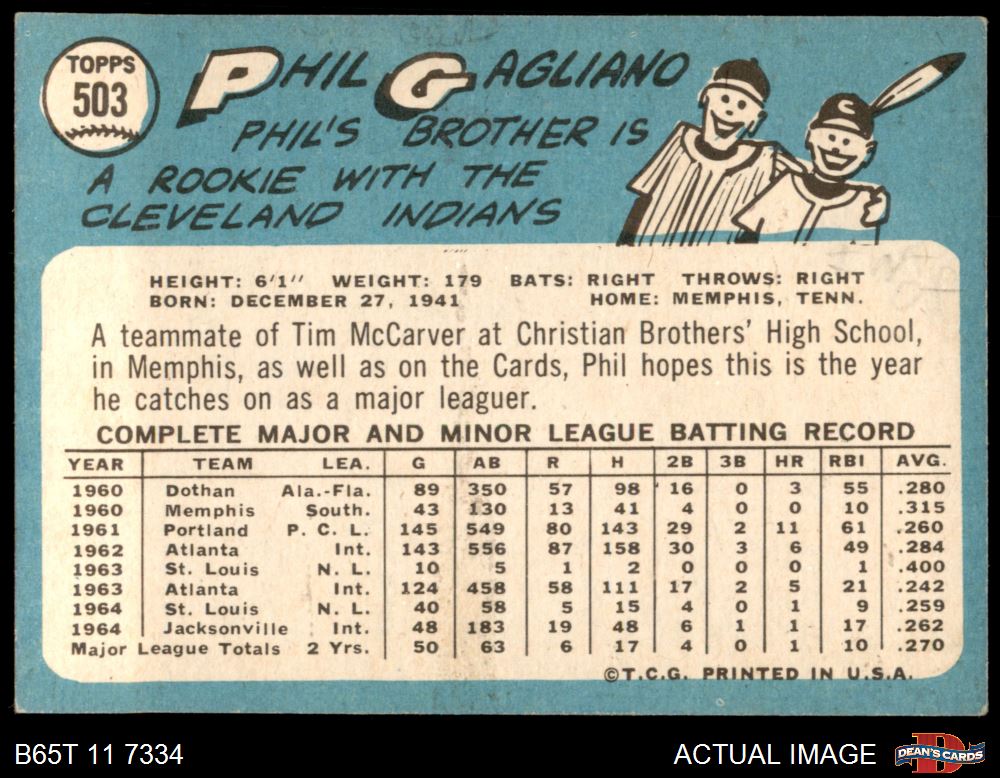 TOPPS
503
PHIL GAGLIANO
PHIL'S BROTHER IS
A ROOKIE WITH THE
CLEVELAND INDIANS
C
HEIGHT: 6'1" WEIGHT: 179 BATS: RIGHT THROWS: RIGHT
BORN: DECEMBER 27, 1941 HOME: MEMPHIS, TENN.
A teammate of Tim McCarver at Christian Brothers' High School,
in Memphis, as well as on the Cards, Phil hopes this is the year
he catches on as a major leaguer.
COMPLETE MAJOR AND MINOR LEAGUE BATTING RECORD
YEAR TEAM LEA. G AB R H 2B 3B HR RBI AVG.
1960 Dothan Ala.-Fla. 89 350 57 98 16 0 3 55 .280
1960 Memphis South. 43 130 13 41 4 0 0 10 .315
1961 Portland P. C. L. 145 549 80 143 29 2 11 61 .260
1962 Atlanta Int. 143 556 87 158 30 3 6 49 .284
1963 St. Louis N. L. 10 5 1 2 0 0 0 1 .400
1963 Atlanta Int. 124 458 58 111 17 2 5 21 .242
1964 St. Louis N. L. 40 58 5 15 4 0 1 9 .259
1964 Jacksonville Int. 48 183 19 48 6 1 1 17 .262
Major League Totals 2 Yrs. 50 63 6 17 4 0 1 10 .270
©T.C.G. PRINTED IN U.S.A.
B65T 11 7334 ACTUAL IMAGE DEAN'S CARDS